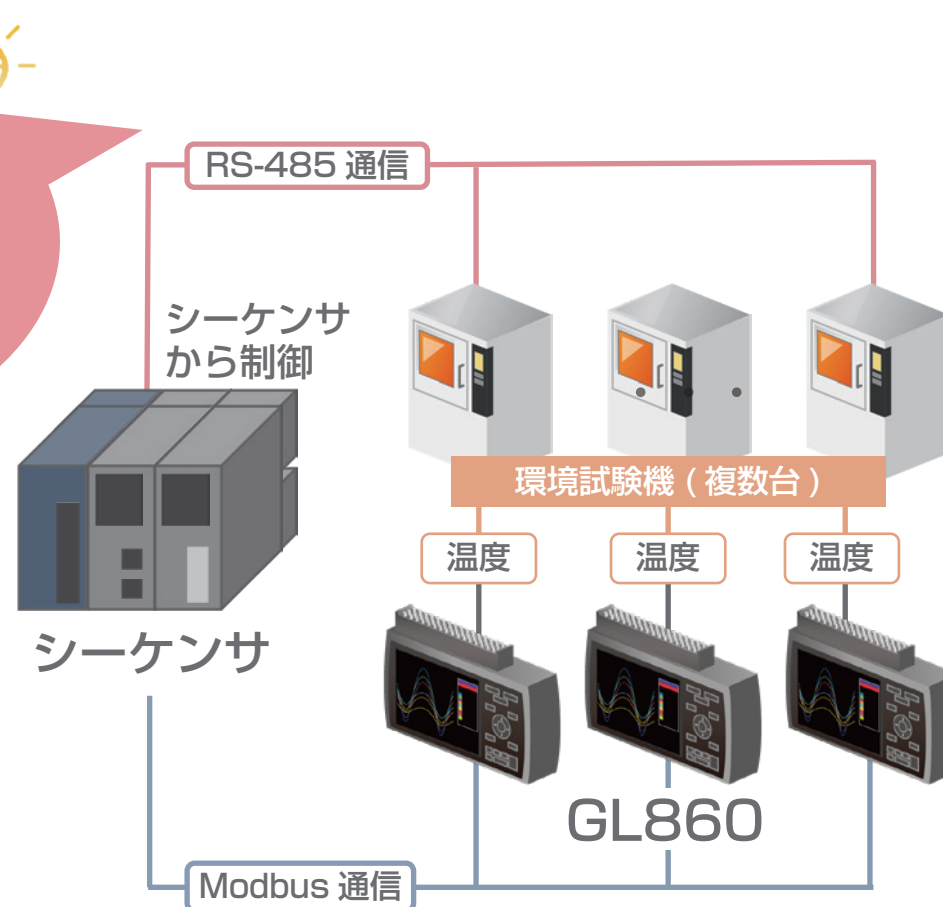 RS-485 通信
シーケンサ
から制御
環境試験機 ( 複数台 )
温度
温度
温度
シーケンサ
GL860
Modbus 通信